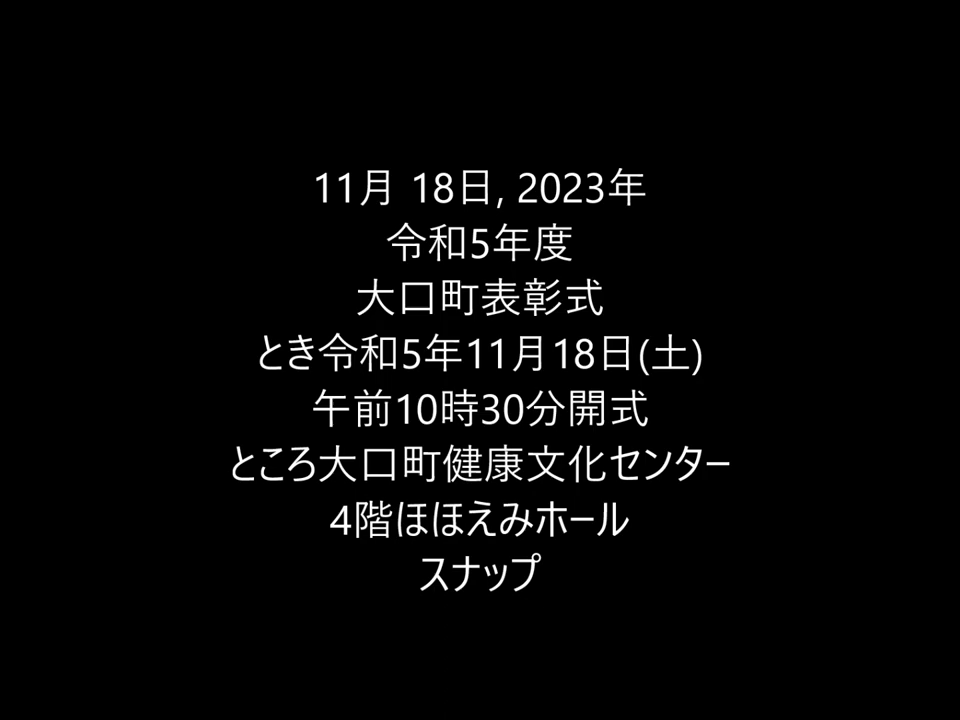 11月 18日, 2023年
令和5年度
大口町表彰式
とき令和5年11月18日(土)
午前10時30分開式
ところ大口町健康文化センター
4階ほほえみホール
スナップ